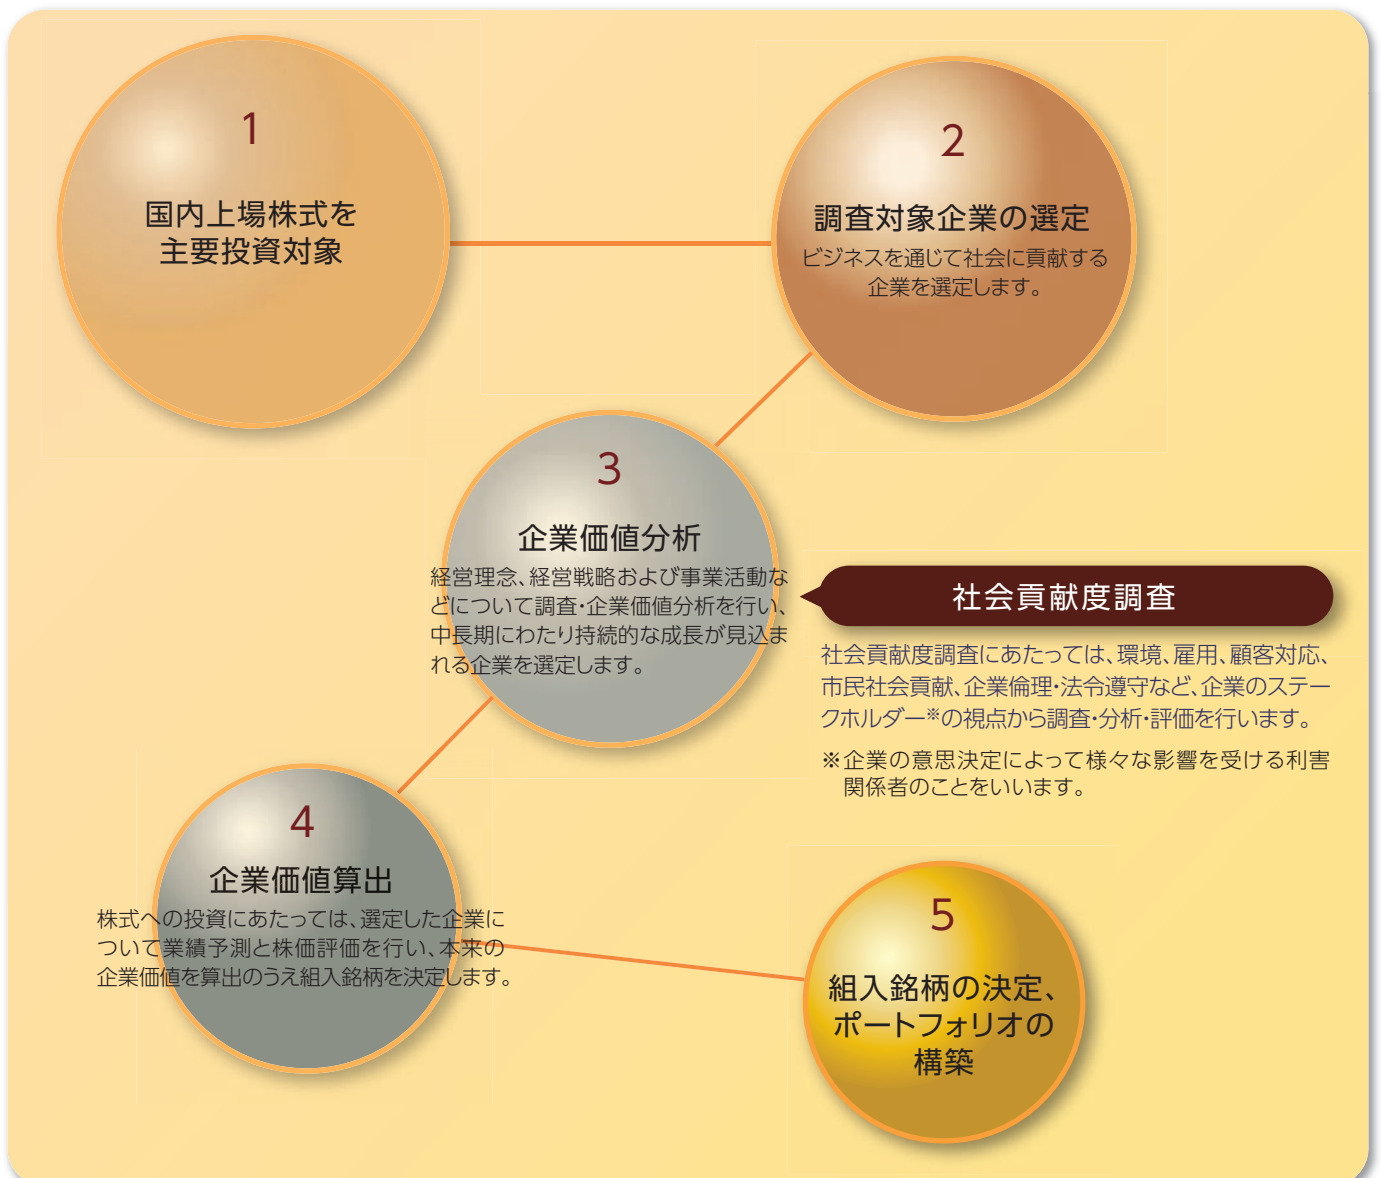 1
国内上場株式を
主要投資対象
2
調査対象企業の選定
ビジネスを通じて社会に貢献する
企業を選定します。
3
企業価値分析
経営理念、経営戦略および事業活動な
どについて調査・企業価値分析を行い、
中長期にわたり持続的な成長が見込ま
れる企業を選定します。
社会貢献度調査
社会貢献度調査にあたっては、環境、雇用、顧客対応、
市民社会貢献、企業倫理・法令遵守など、企業のステー
クホルダー※の視点から調査・分析・評価を行います。
※企業の意思決定によって様々な影響を受ける利害
関係者のことをいいます。
4
企業価値算出
株式への投資にあたっては、選定した企業に
ついて業績予測と株価評価を行い、本来の
企業価値を算出のうえ組入銘柄を決定します。
5
組入銘柄の決定、
ポートフォリオの
構築